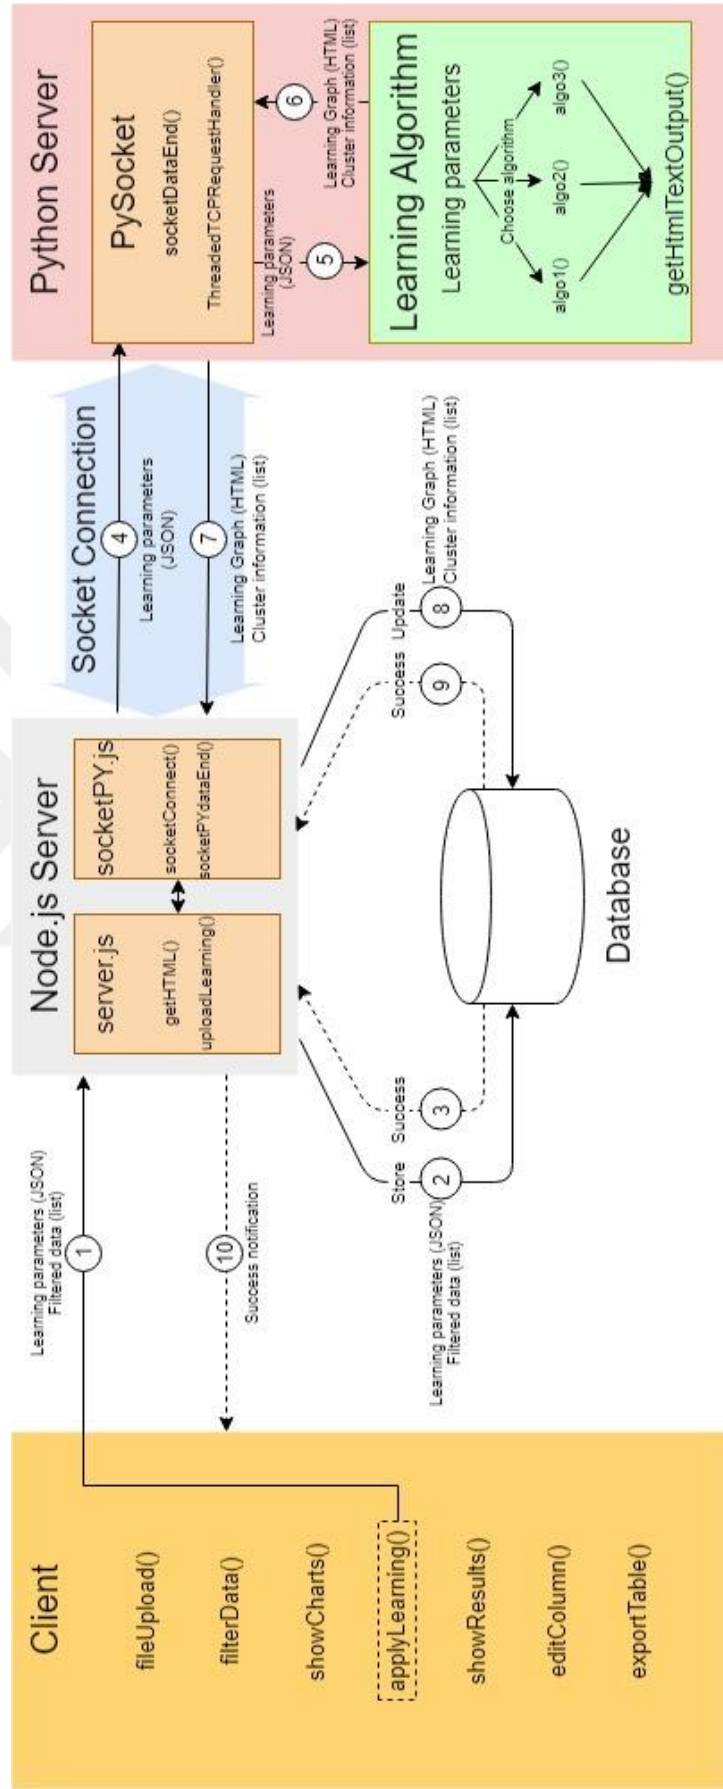 Client
fileUpload()
filterData()
showCharts()
applyLearning()
showResults()
editColumn()
exportTable()
Learning parameters (JSON)
Filtered data (list)
1
10
Success notification
Node.js Server
server.js
getHTML()
uploadLearning()
socketPY.js
socketConnect()
socketPYdataEnd()
Store
2
Learning parameters (JSON)
Filtered data (list)
Success
3
Success
9
Update
8
Learning Graph (HTML)
Cluster information (list)
Database
Socket Connection
4
Learning parameters
(JSON)
7
Learning Graph (HTML)
Cluster information (list)
Python Server
PySocket
socketDataEnd()
ThreadedTCPRequestHandler()
Learning parameters
(JSON)
5
6
Learning Graph (HTML)
Cluster information (list)
Learning Algorithm
Learning parameters
Choose algorithm
algo1()
algo2()
algo3()
getHtmlTextOutput()